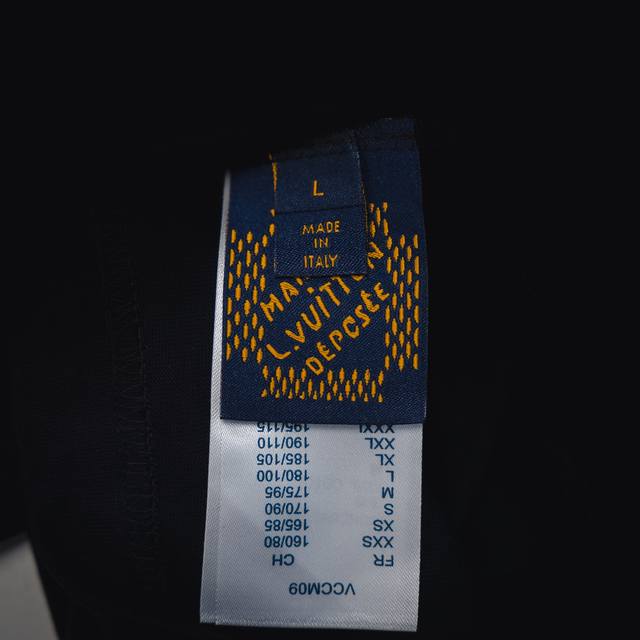 L
MADE
IN
ITALY
L.VUITTON
DÉPOSÉE
VCCM09
FR CH
XXS 160/80
XS 165/85
S 170/90
M 175/95
L 180/100
XL 185/105
XXL 190/110
XXXL 195/115